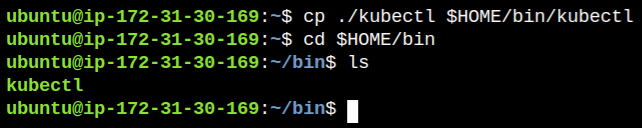 ubuntu@ip-172-31-30-169:~$ cp ./kubectl $HOME/bin/kubectl
ubuntu@ip-172-31-30-169:~$ cd $HOME/bin
ubuntu@ip-172-31-30-169:~/bin$ ls
kubectl
ubuntu@ip-172-31-30-169:~/bin$